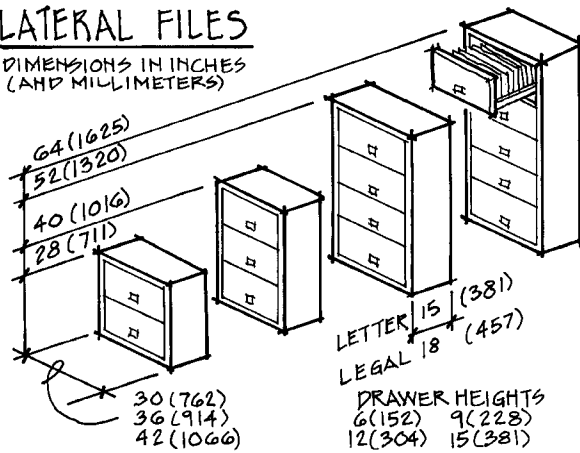 LATERAL FILES
DIMENSIONS IN INCHES
(AND MILLIMETERS)
64 (1625)
52 (1320)
40 (1016)
28 (711)
LETTER 15 (381)
LEGAL 18 (457)
30 (762)
36 (914)
42 (1066)
DRAWER HEIGHTS
6 (152) 9 (228)
12 (304) 15 (381)